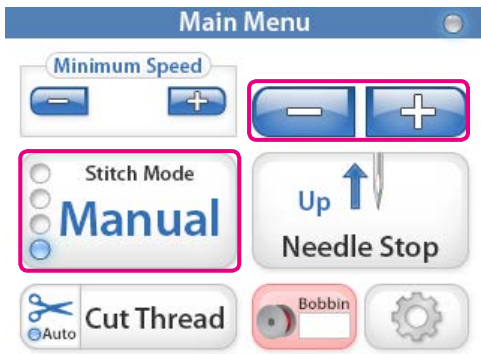 Main Menu
Minimum Speed
− +
− +
Stitch Mode
Manual
Up
Needle Stop
Auto
Cut Thread
Bobbin